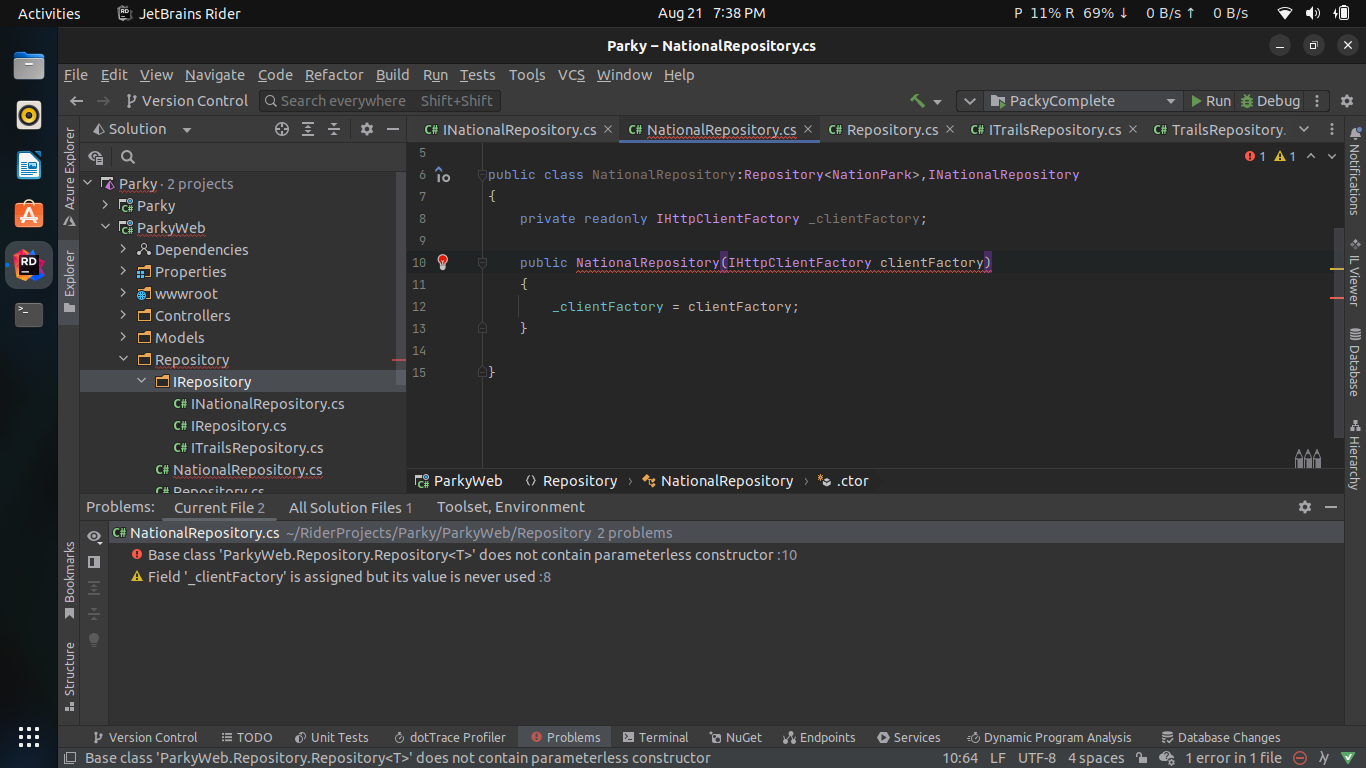 Activities JetBrains Rider Aug 21 7:38 PM P 11% R 69% ↓ 0 B/s ↑ 0 B/s
Parky – NationalRepository.cs
File Edit View Navigate Code Refactor Build Run Tests Tools VCS Window Help
Version Control Search everywhere Shift+Shift PackyComplete Run Debug
Solution
C# INationalRepository.cs C# NationalRepository.cs C# Repository.cs C# ITrailsRepository.cs C# TrailsRepository.
Azure Explorer
Explorer
Bookmarks
Structure
Parky · 2 projects
Parky
ParkyWeb
Dependencies
Properties
wwwroot
Controllers
Models
Repository
IRepository
C# INationalRepository.cs
C# IRepository.cs
C# ITrailsRepository.cs
C# NationalRepository.cs
C# Repository.cs
1 1
5
6 public class NationalRepository:Repository<NationPark>,INationalRepository
7 {
8 private readonly IHttpClientFactory _clientFactory;
9
10 public NationalRepository(IHttpClientFactory clientFactory)
11 {
12 _clientFactory = clientFactory;
13 }
14
15 }
ParkyWeb Repository NationalRepository .ctor
Notifications
IL Viewer
Database
Hierarchy
Problems: Current File 2 All Solution Files 1 Toolset, Environment
C# NationalRepository.cs ~/RiderProjects/Parky/ParkyWeb/Repository 2 problems
Base class 'ParkyWeb.Repository.Repository<T>' does not contain parameterless constructor :10
Field '_clientFactory' is assigned but its value is never used :8
Version Control TODO Unit Tests dotTrace Profiler Problems Terminal NuGet Endpoints Services Dynamic Program Analysis Database Changes
Base class 'ParkyWeb.Repository.Repository<T>' does not contain parameterless constructor 10:64 LF UTF-8 4 spaces 1 error in 1 file